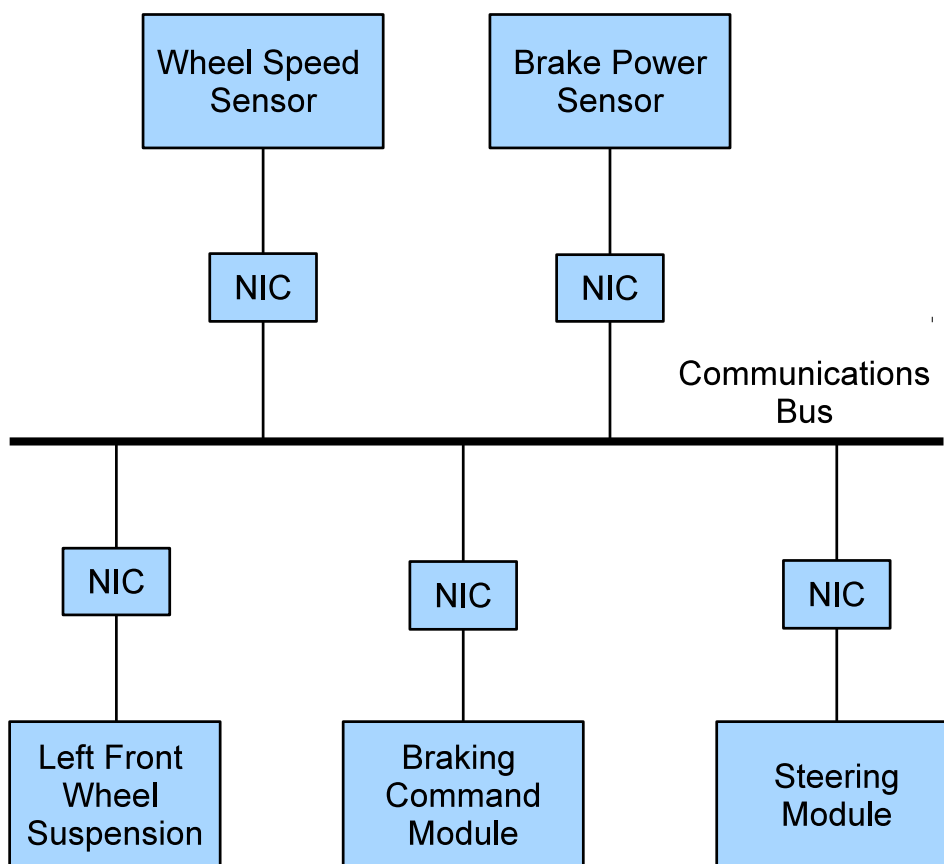 Wheel Speed
Sensor
Brake Power
Sensor
NIC
NIC
Communications
Bus
NIC
NIC
NIC
Left Front
Wheel
Suspension
Braking
Command
Module
Steering
Module